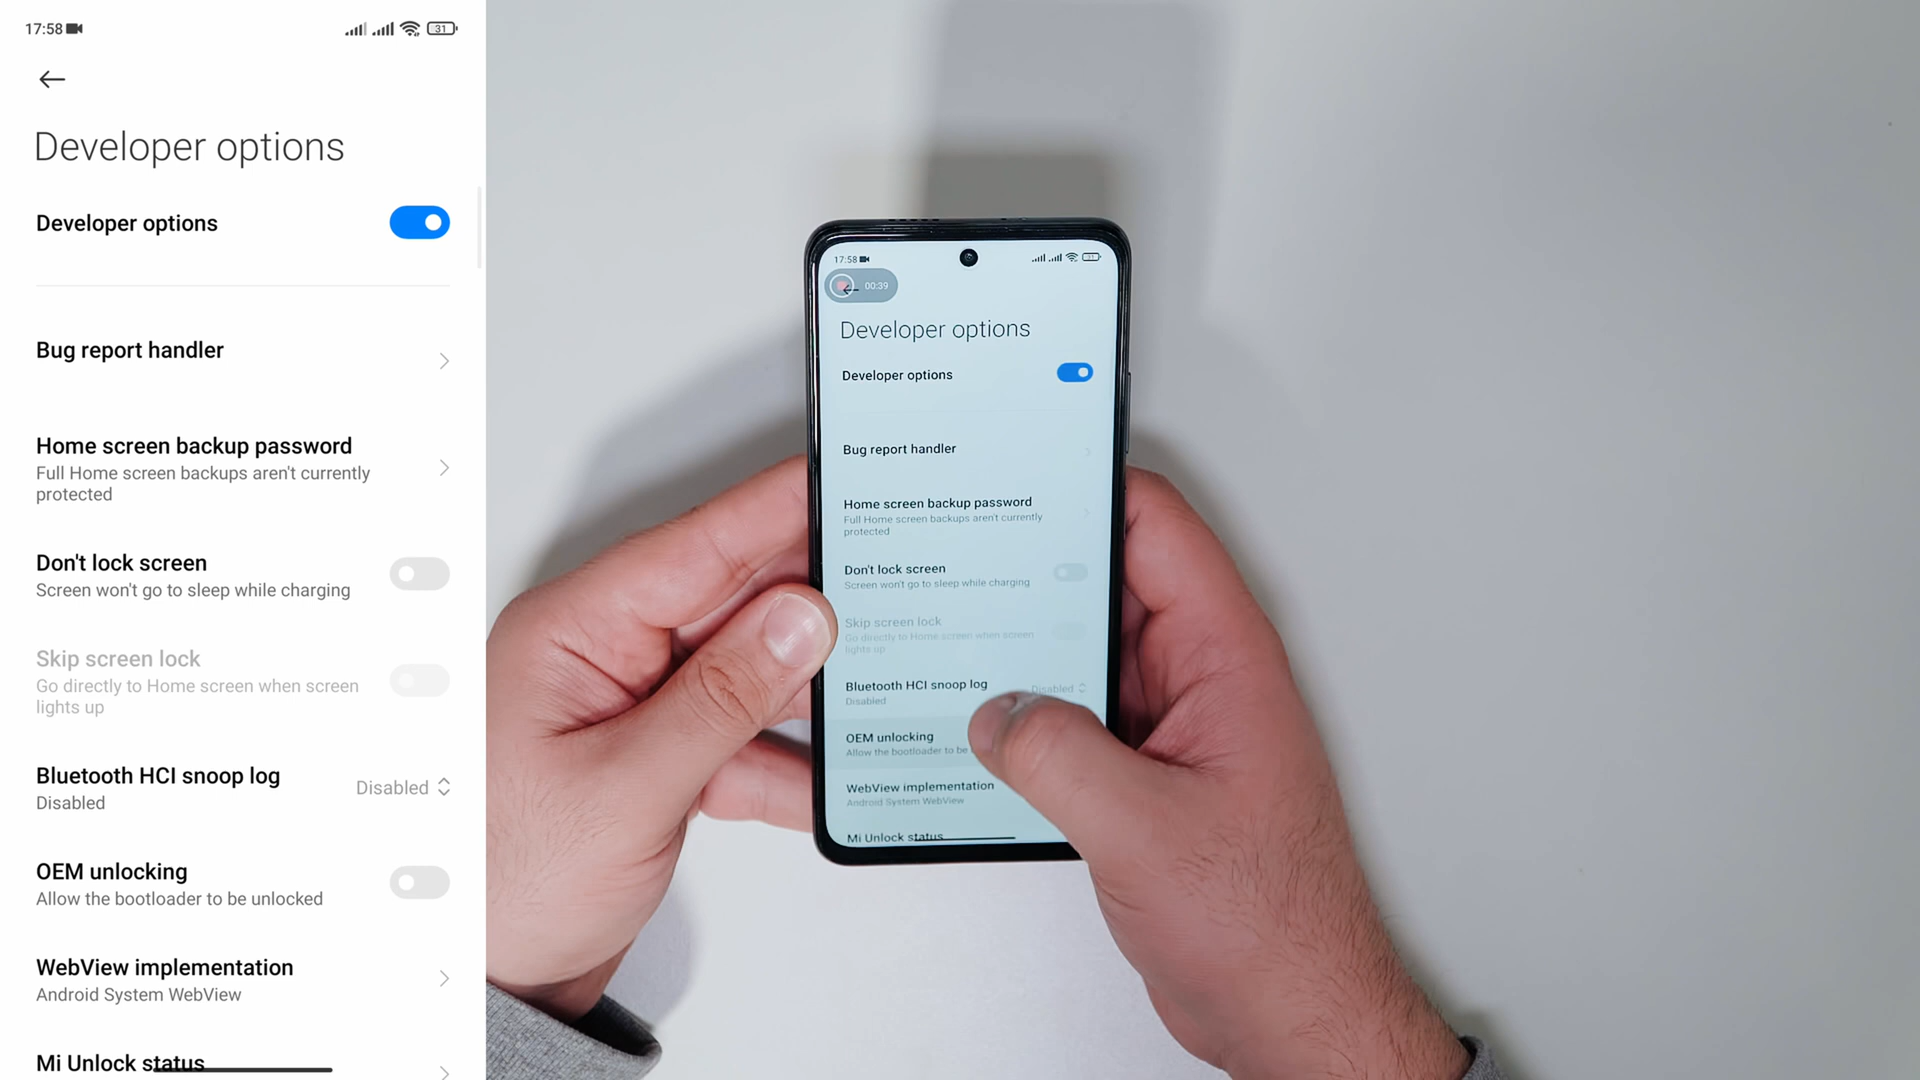 17:58
31
Developer options
Developer options
Bug report handler
Home screen backup password
Full Home screen backups aren't currently
protected
Don't lock screen
Screen won't go to sleep while charging
Skip screen lock
Go directly to Home screen when screen
lights up
Bluetooth HCI snoop log
Disabled
Disabled
OEM unlocking
Allow the bootloader to be unlocked
WebView implementation
Android System WebView
Mi Unlock status
17:58
00:39
Developer options
Developer options
Bug report handler
Home screen backup password
Full Home screen backups aren't currently
protected
Don't lock screen
Screen won't go to sleep while charging
Skip screen lock
Go directly to Home screen when screen
lights up
Bluetooth HCI snoop log
Disabled
Disabled
OEM unlocking
Allow the bootloader to be
WebView implementation
Android System WebView
Mi Unlock status